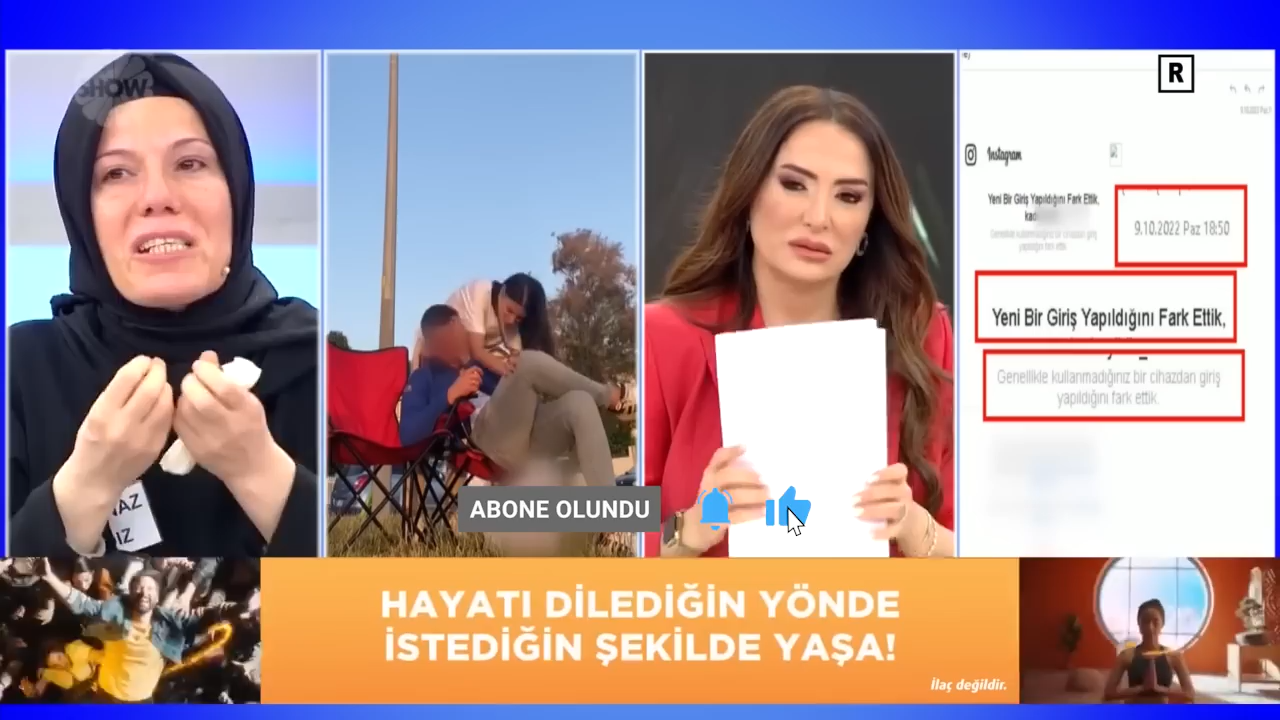 SHOW
R
Instagram
Yeni Bir Giriş Yapıldığını Fark Ettik,
9.10.2022 Paz 18:50
Yeni Bir Giriş Yapıldığını Fark Ettik,
Genellikle kullanmadığınız bir cihazdan giriş
yapıldığını fark ettik.
ABONE OLUNDU
HAYATI DİLEDİĞİN YÖNDE
İSTEDİĞİN ŞEKİLDE YAŞA!
İlaç değildir.